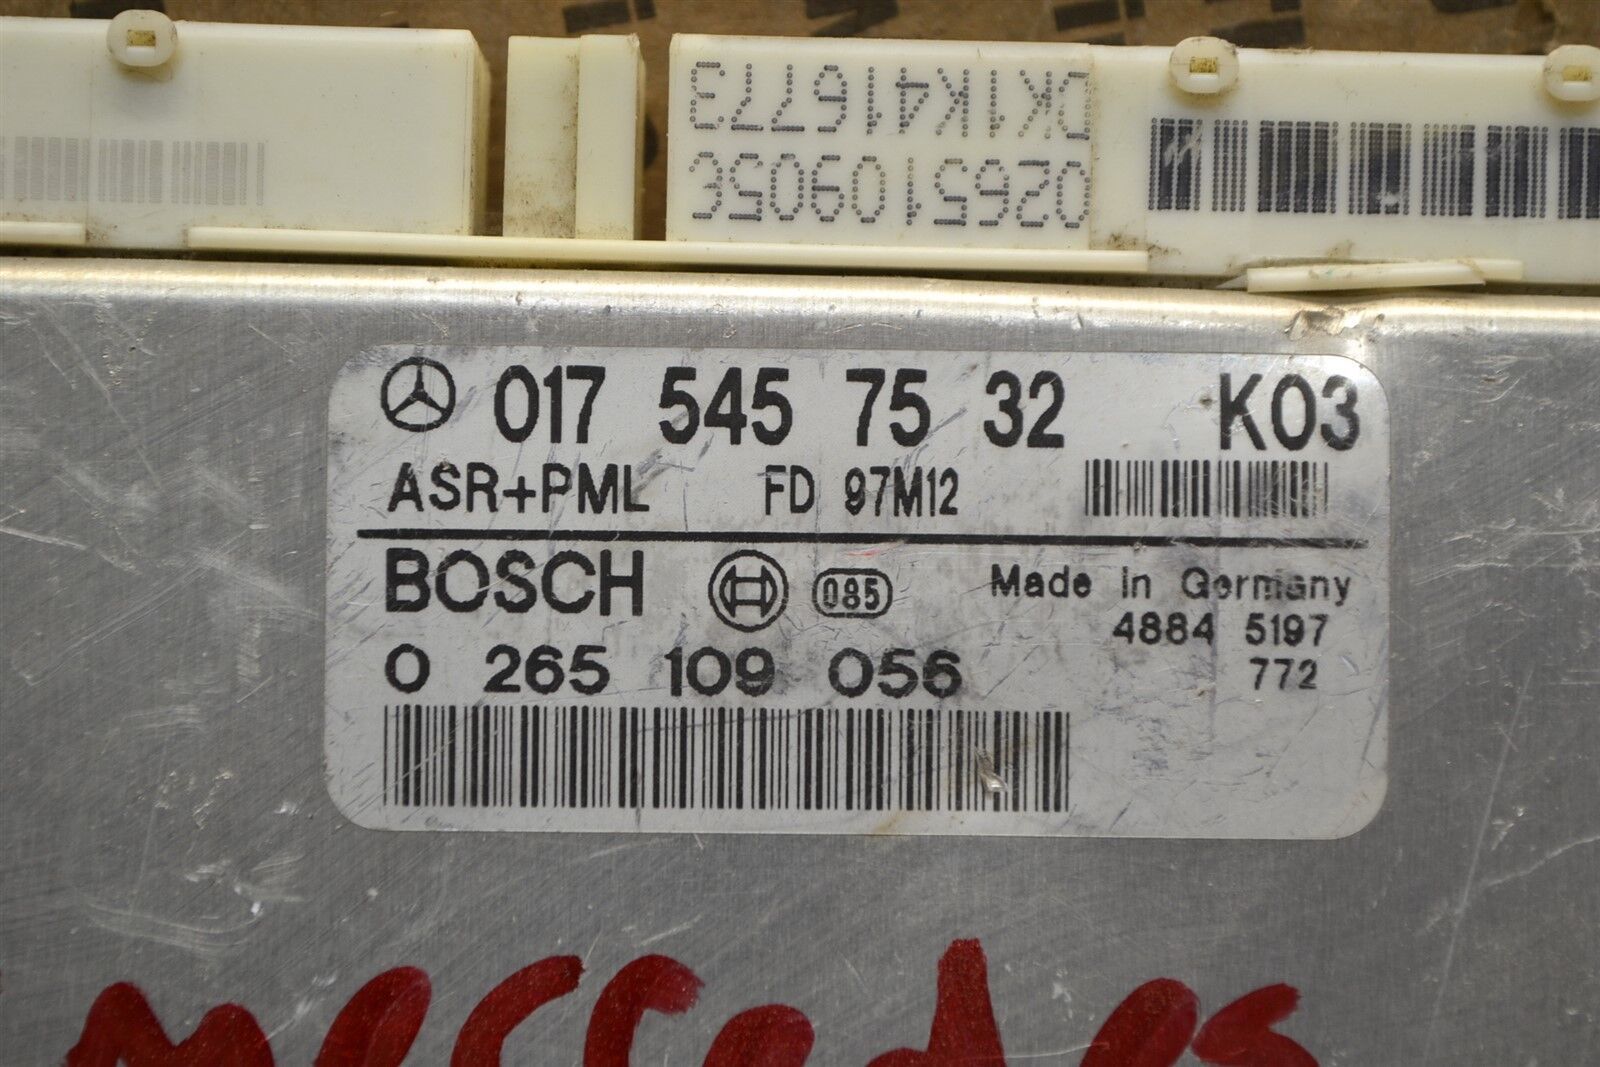 0265109056
017 545 75 32 K03
ASR+PML FD 97M12
BOSCH 085 Made in Germany
4884 5197
0 265 109 056 772
mercedes